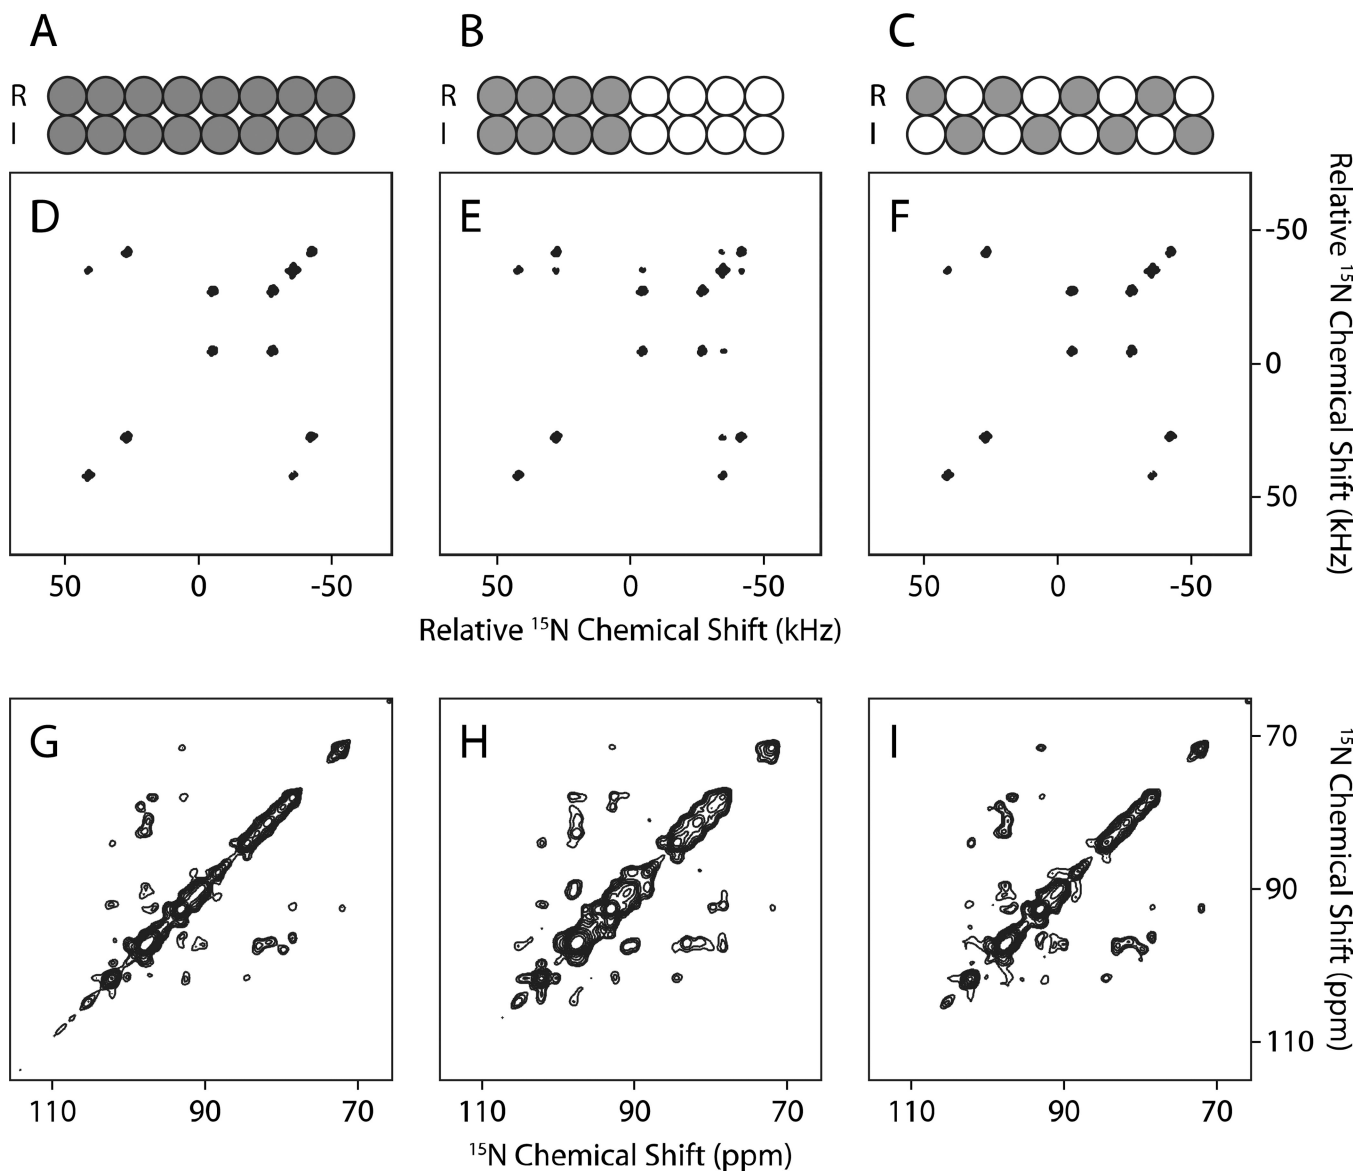 A
B
C
R
R
R
I
I
I
D
E
F
-50
0
50
Relative ¹⁵N Chemical Shift (kHz)
50 0 -50
50 0 -50
50 0 -50
Relative ¹⁵N Chemical Shift (kHz)
G
H
I
70
90
110
¹⁵N Chemical Shift (ppm)
110 90 70
110 90 70
110 90 70
¹⁵N Chemical Shift (ppm)